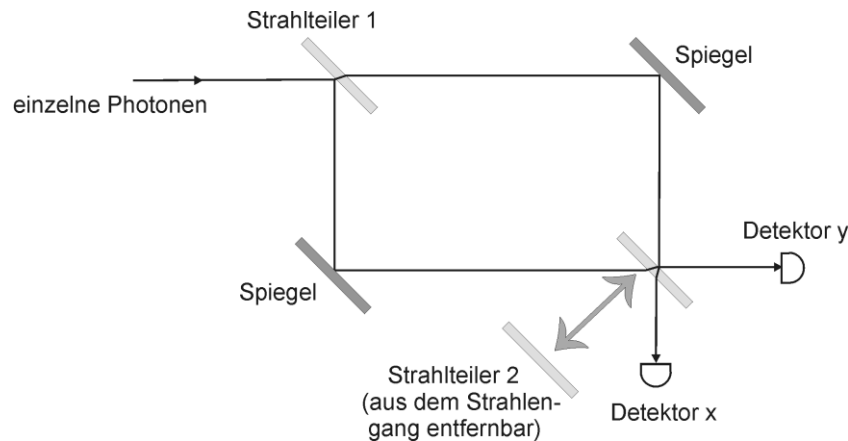 Strahlteiler 1
Spiegel
einzelne Photonen
Detektor y
Spiegel
Strahlteiler 2
(aus dem Strahlen-
gang entfernbar)
Detektor x